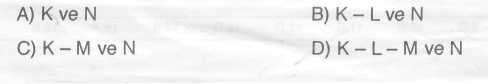 A) K ve N B) K – L ve N
C) K – M ve N D) K – L – M ve N